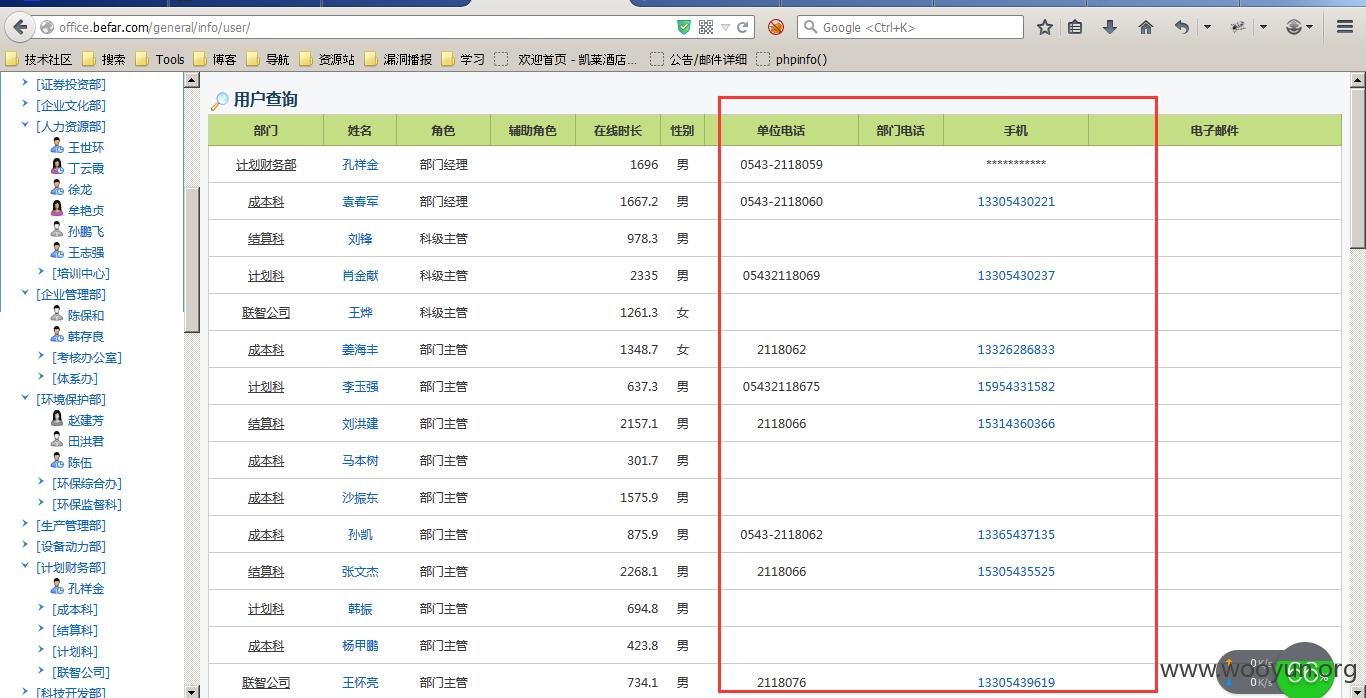 office.befar.com/general/info/user/
Google <Ctrl+K>
技术社区 搜索 Tools 博客 导航 资源站 漏洞播报 学习 欢迎首页 - 凯莱酒店... 公告/邮件详细 phpinfo()
[证券投资部]
[企业文化部]
[人力资源部]
王世环
丁云霞
徐龙
牟艳贞
孙鹏飞
王志强
[培训中心]
[企业管理部]
陈保和
韩存良
[考核办公室]
[体系办]
[环境保护部]
赵建芳
田洪君
陈伍
[环保综合办]
[环保监督科]
[生产管理部]
[设备动力部]
[计划财务部]
孔祥金
[成本科]
[结算科]
[计划科]
[联智公司]
[科技开发部]
用户查询
部门 姓名 角色 辅助角色 在线时长 性别 单位电话 部门电话 手机 电子邮件
计划财务部 孔祥金 部门经理 1696 男 0543-2118059 ***********
成本科 袁春军 部门经理 1667.2 男 0543-2118060 13305430221
结算科 刘锋 科级主管 978.3 男
计划科 肖金献 科级主管 2335 男 05432118069 13305430237
联智公司 王烨 科级主管 1261.3 女
成本科 姜海丰 部门主管 1348.7 女 2118062 13326286833
计划科 李玉强 部门主管 637.3 男 05432118675 15954331582
结算科 刘洪建 部门主管 2157.1 男 2118066 15314360366
成本科 马本树 部门主管 301.7 男
成本科 沙振东 部门主管 1575.9 男
成本科 孙凯 部门主管 875.9 男 0543-2118062 13365437135
结算科 张文杰 部门主管 2268.1 男 2118066 15305435525
计划科 韩振 部门主管 694.8 男
成本科 杨甲鹏 部门主管 423.8 男
联智公司 王怀亮 部门主管 734.1 男 2118076 13305439619
0K/s
0K/s
66%
www.wooyun.org